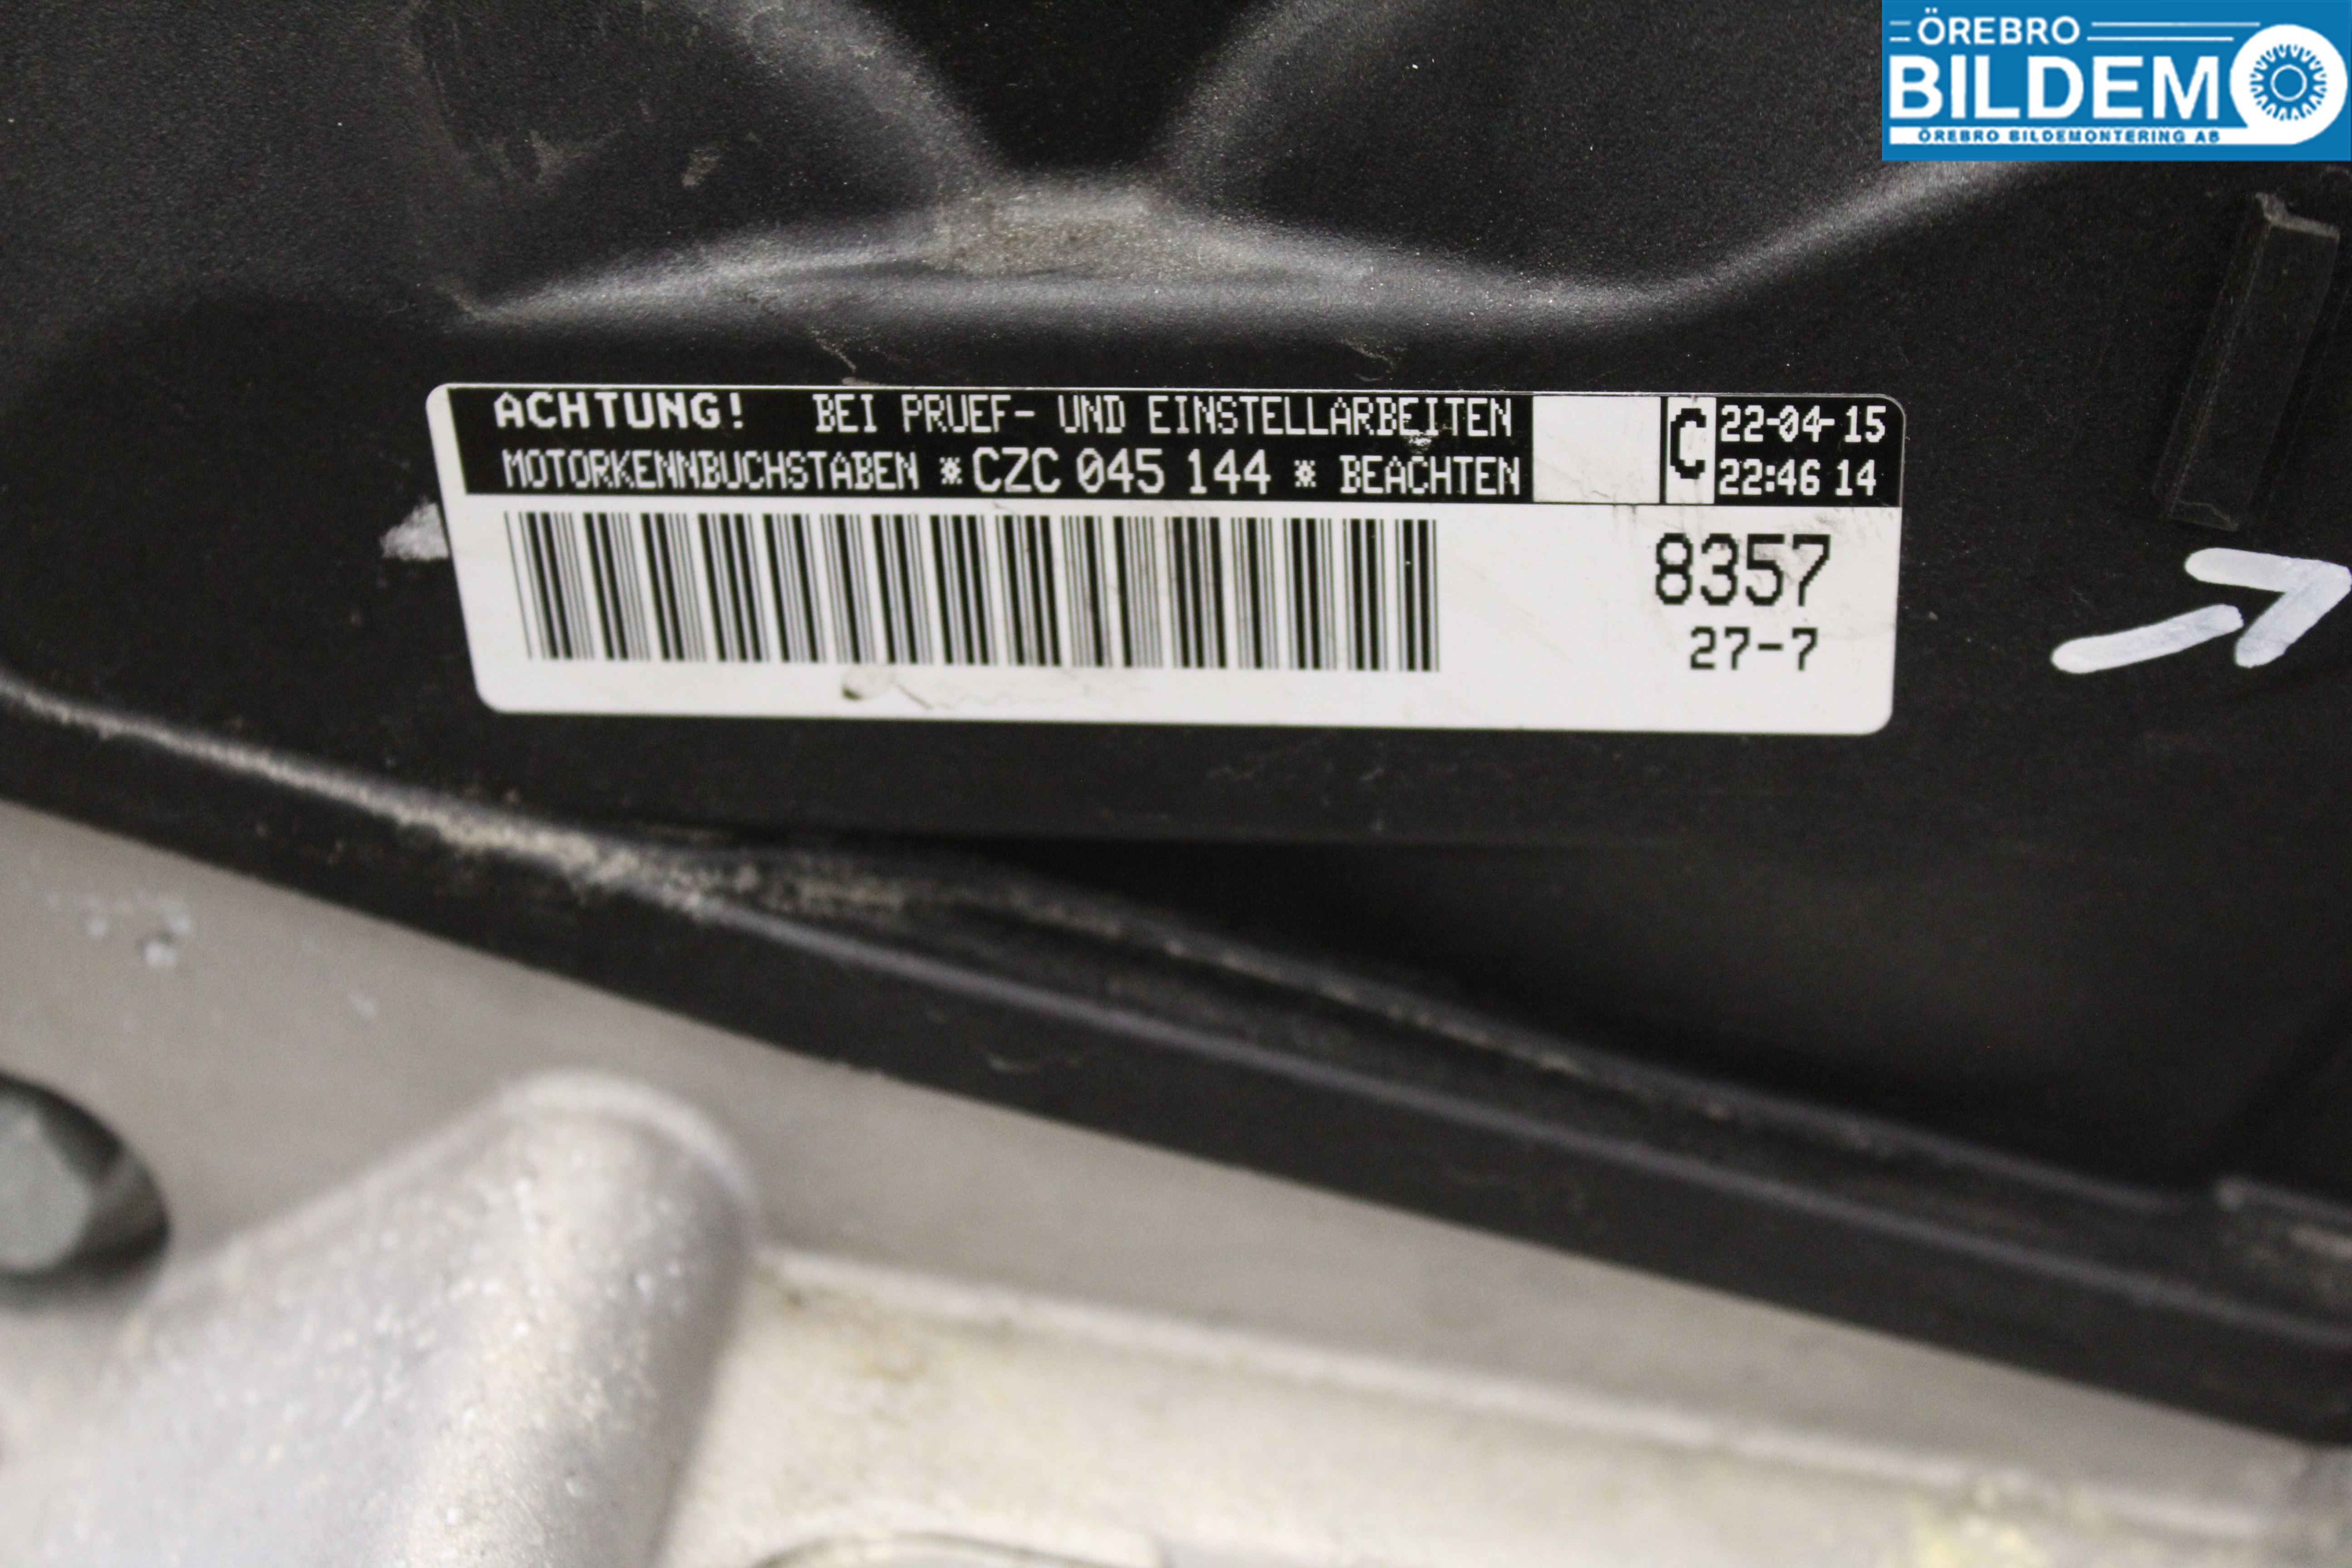 ÖREBRO
BILDEMO
ÖREBRO BILDEMONTERING AB
ACHTUNG! BEI PRUEF- UND EINSTELLARBEITEN
MOTORKENNBUCHSTABEN *CZC 045 144 * BEACHTEN
C
22-04-15
22:46 14
8357
27-7